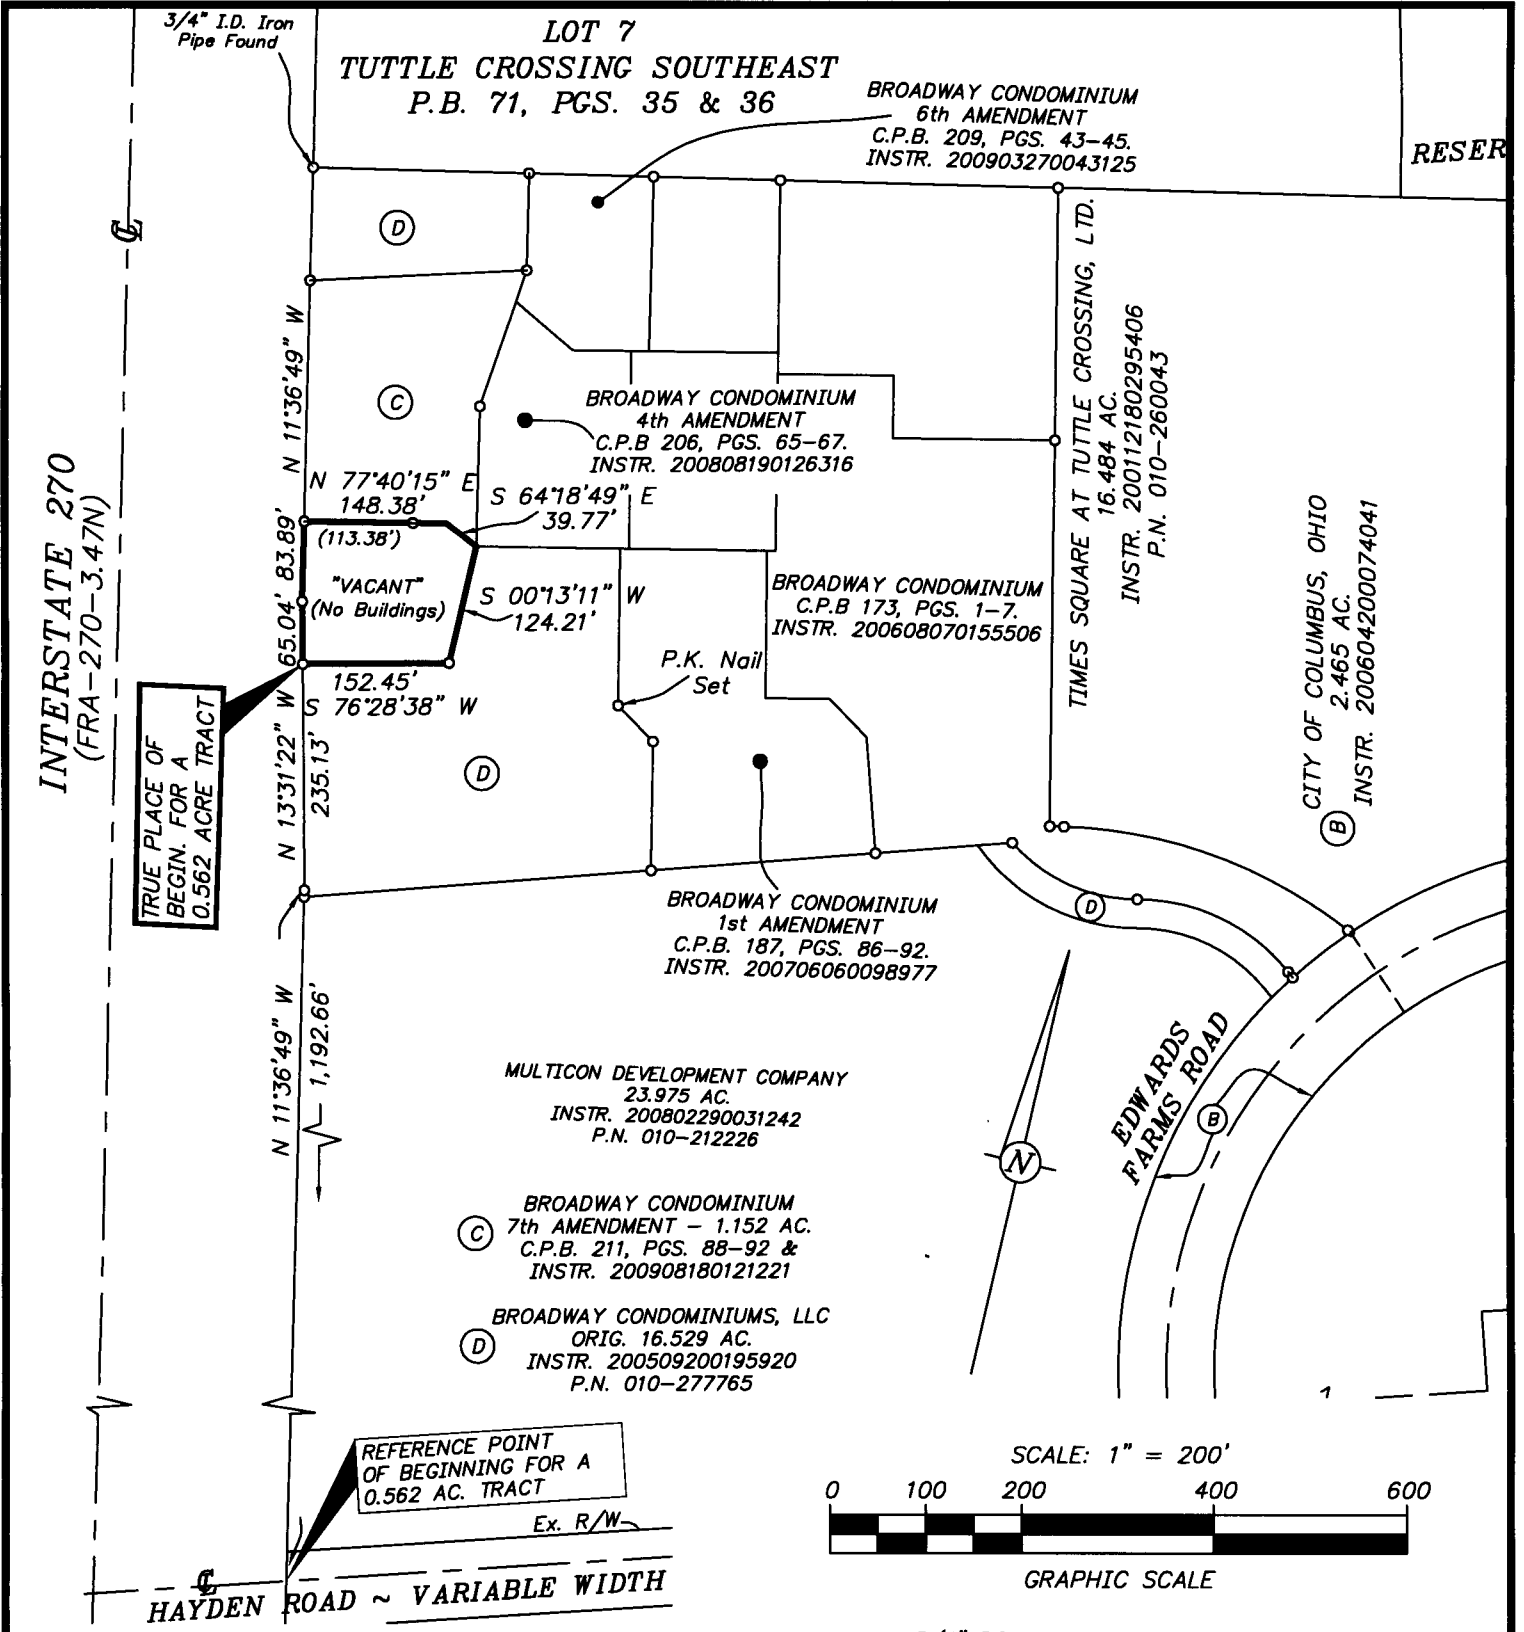 3/4" I.D. Iron
Pipe Found
LOT 7
TUTTLE CROSSING SOUTHEAST
P.B. 71, PGS. 35 & 36
BROADWAY CONDOMINIUM
6th AMENDMENT
C.P.B. 209, PGS. 43-45.
INSTR. 200903270043125
RESER
℄
D
N 11°36'49" W
C
BROADWAY CONDOMINIUM
4th AMENDMENT
C.P.B 206, PGS. 65-67.
INSTR. 200808190126316
TIMES SQUARE AT TUTTLE CROSSING, LTD.
16.484 AC.
INSTR. 200112180295406
P.N. 010-260043
CITY OF COLUMBUS, OHIO
2.465 AC.
INSTR. 200604200074041
B
INTERSTATE 270
(FRA-270-3.47N)
N 77°40'15" E
148.38'
(113.38')
S 64°18'49" E
39.77'
83.89'
65.04'
"VACANT"
(No Buildings)
S 00°13'11" W
124.21'
BROADWAY CONDOMINIUM
C.P.B 173, PGS. 1-7.
INSTR. 200608070155506
P.K. Nail
Set
152.45'
S 76°28'38" W
TRUE PLACE OF
BEGIN. FOR A
0.562 ACRE TRACT
N 13°31'22" W
235.13'
D
BROADWAY CONDOMINIUM
1st AMENDMENT
C.P.B. 187, PGS. 86-92.
INSTR. 200706060098977
D
N 11°36'49" W
1,192.66'
EDWARDS
FARMS ROAD
B
N
MULTICON DEVELOPMENT COMPANY
23.975 AC.
INSTR. 200802290031242
P.N. 010-212226
C
BROADWAY CONDOMINIUM
7th AMENDMENT - 1.152 AC.
C.P.B. 211, PGS. 88-92 &
INSTR. 200908180121221
D
BROADWAY CONDOMINIUMS, LLC
ORIG. 16.529 AC.
INSTR. 200509200195920
P.N. 010-277765
REFERENCE POINT
OF BEGINNING FOR A
0.562 AC. TRACT
Ex. R/W
℄
HAYDEN ROAD ~ VARIABLE WIDTH
SCALE: 1" = 200'
0 100 200 400 600
GRAPHIC SCALE